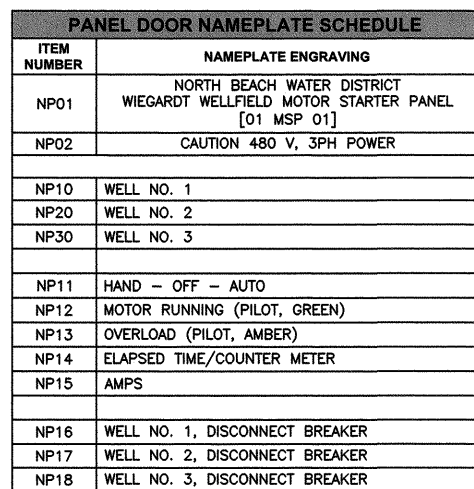 PANEL DOOR NAMEPLATE SCHEDULE
ITEM NUMBER NAMEPLATE ENGRAVING
NP01 NORTH BEACH WATER DISTRICT
WIEGARDT WELLFIELD MOTOR STARTER PANEL
[01 MSP 01]
NP02 CAUTION 480 V, 3PH POWER
NP10 WELL NO. 1
NP20 WELL NO. 2
NP30 WELL NO. 3
NP11 HAND – OFF – AUTO
NP12 MOTOR RUNNING (PILOT, GREEN)
NP13 OVERLOAD (PILOT, AMBER)
NP14 ELAPSED TIME/COUNTER METER
NP15 AMPS
NP16 WELL NO. 1, DISCONNECT BREAKER
NP17 WELL NO. 2, DISCONNECT BREAKER
NP18 WELL NO. 3, DISCONNECT BREAKER